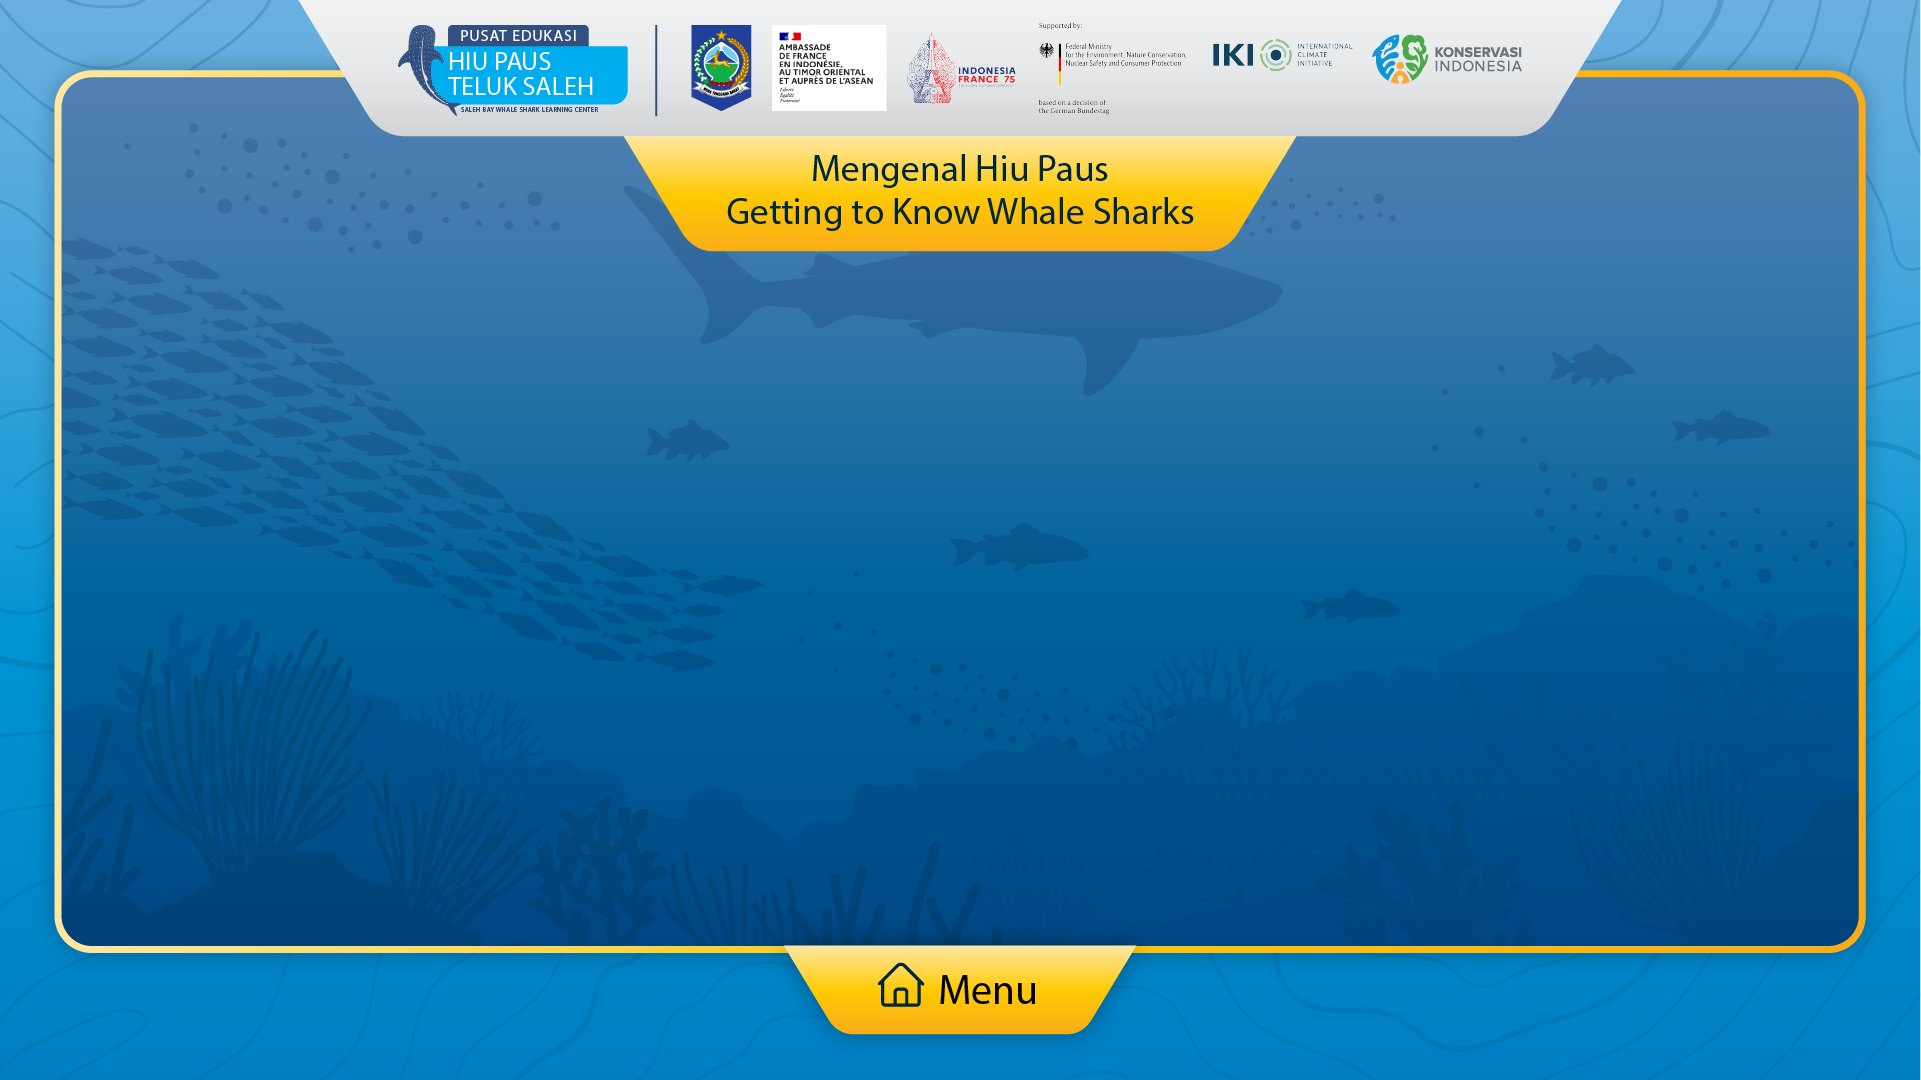 PUSAT EDUKASI
HIU PAUS
TELUK SALEH
SALEH BAY WHALE SHARK LEARNING CENTER
AMBASSADE
DE FRANCE
EN INDONÉSIE,
AU TIMOR ORIENTAL
ET AUPRÈS DE L'ASEAN
Liberté
Égalité
Fraternité
INDONESIA
FRANCE 75
Supported by:
Federal Ministry
for the Environment, Nature Conservation,
Nuclear Safety and Consumer Protection
based on a decision of
the German Bundestag
IKI
INTERNATIONAL
CLIMATE
INITIATIVE
KONSERVASI
INDONESIA
Mengenal Hiu Paus
Getting to Know Whale Sharks
Menu